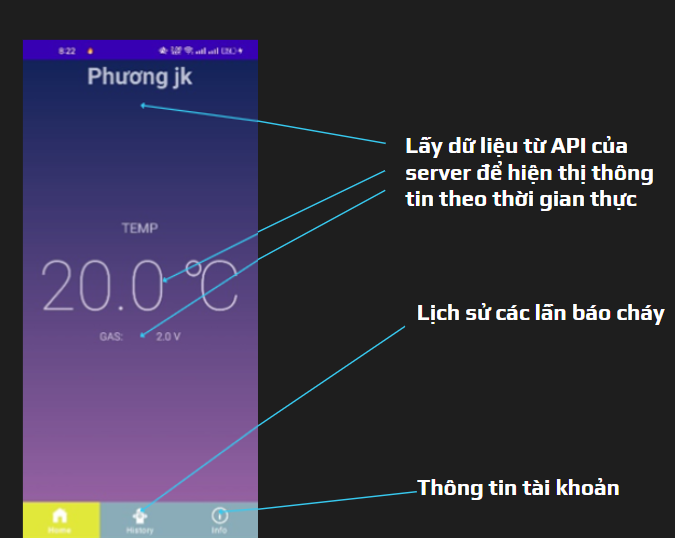 8:22
Phương jk
Lấy dữ liệu từ API của
server để hiện thị thông
tin theo thời gian thực
TEMP
20.0 °C
GAS: 2.0 V
Lịch sử các lần báo cháy
Thông tin tài khoản
Home History Info